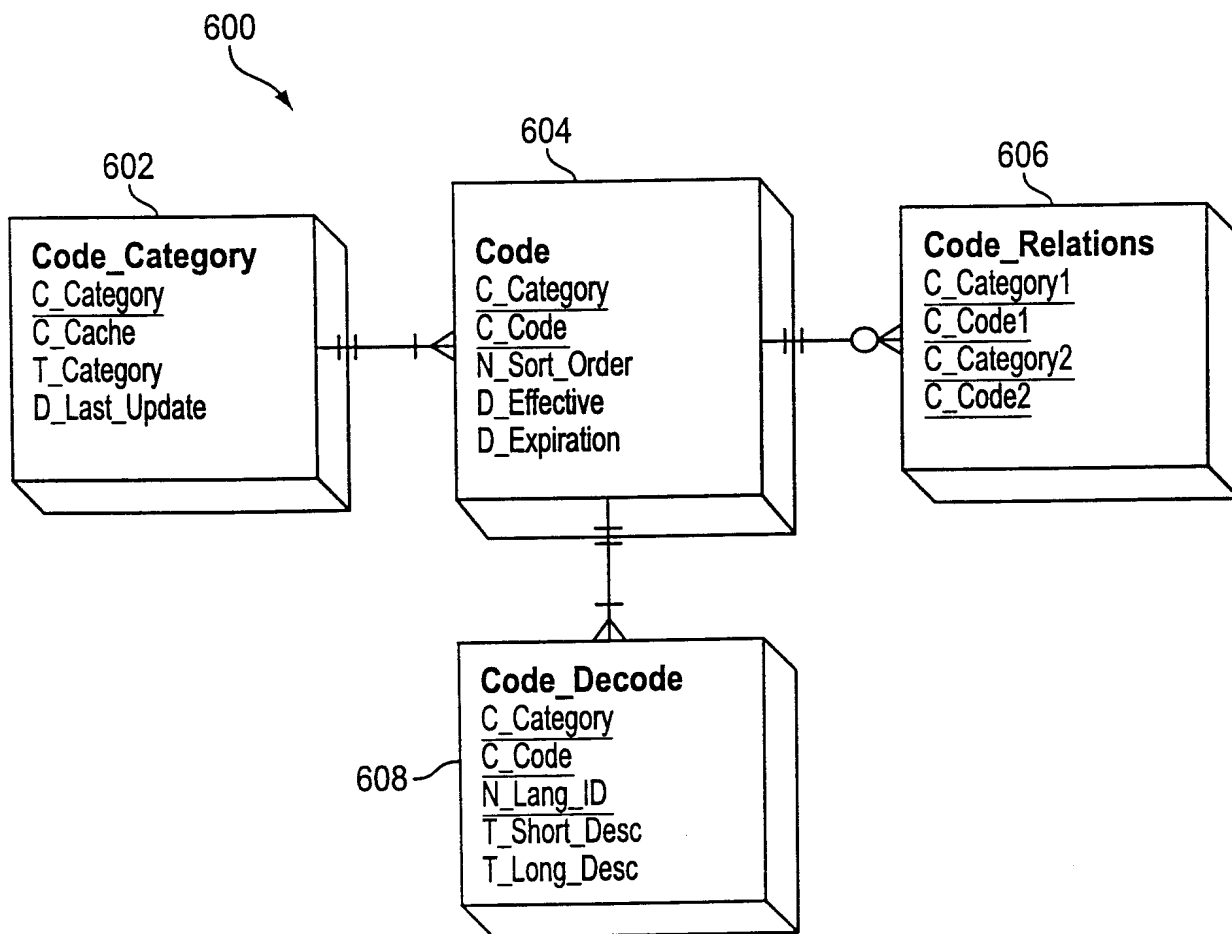 600
602
Code_Category
C_Category
C_Cache
T_Category
D_Last_Update
604
Code
C_Category
C_Code
N_Sort_Order
D_Effective
D_Expiration
606
Code_Relations
C_Category1
C_Code1
C_Category2
C_Code2
608
Code_Decode
C_Category
C_Code
N_Lang_ID
T_Short_Desc
T_Long_Desc